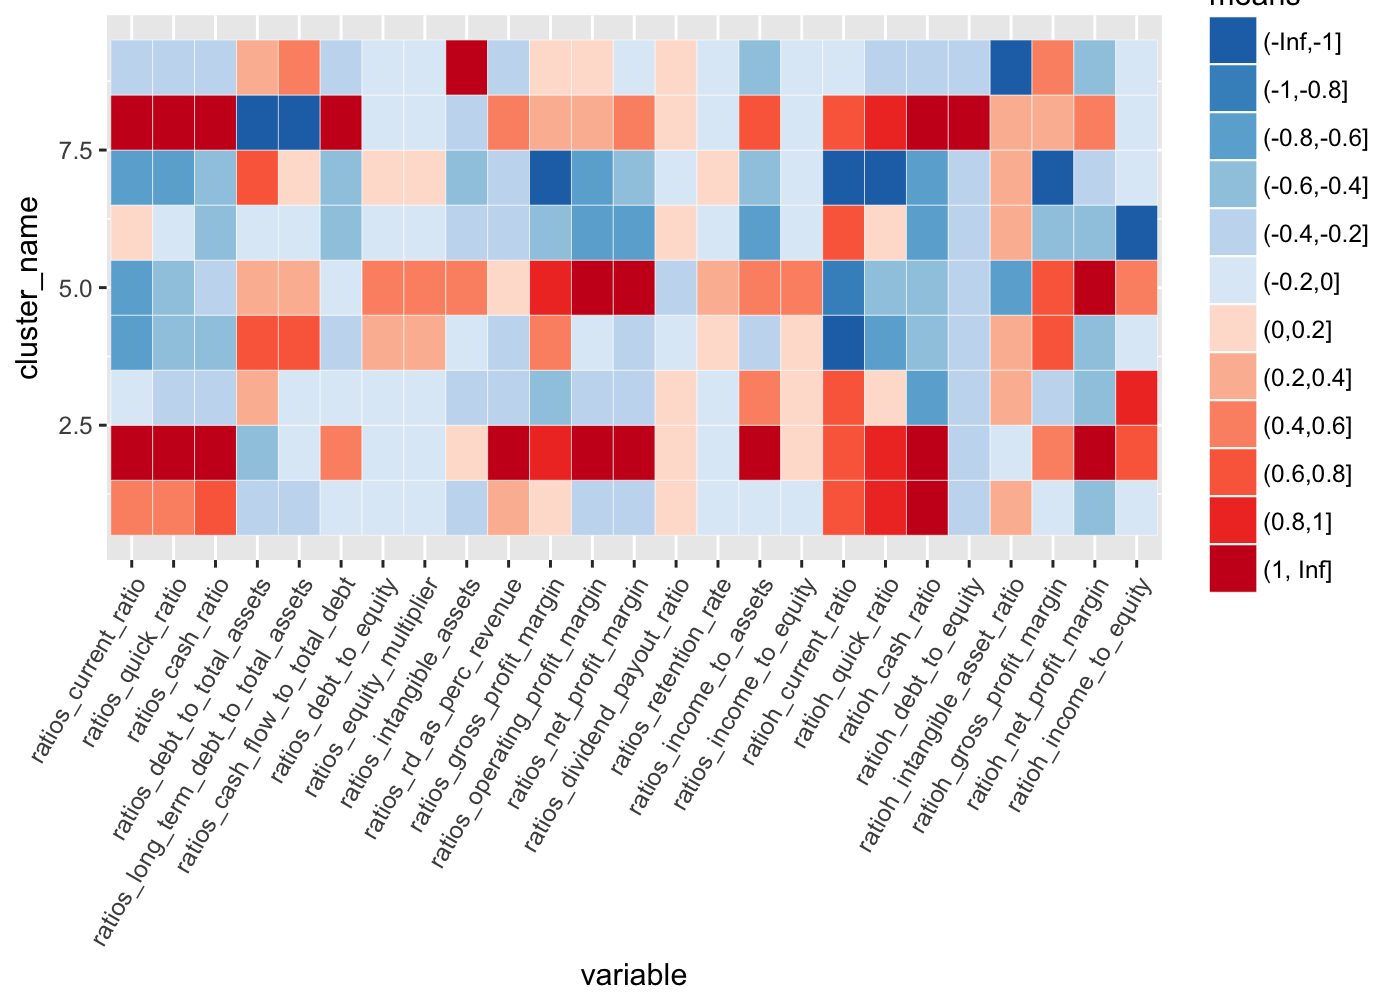 means
(-Inf,-1]
(-1,-0.8]
(-0.8,-0.6]
(-0.6,-0.4]
(-0.4,-0.2]
(-0.2,0]
(0,0.2]
(0.2,0.4]
(0.4,0.6]
(0.6,0.8]
(0.8,1]
(1, Inf]
cluster_name
7.5
5.0
2.5
ratios_current_ratio
ratios_quick_ratio
ratios_cash_ratio
ratios_debt_to_total_assets
ratios_long_term_debt_to_total_assets
ratios_cash_flow_to_total_debt
ratios_debt_to_equity
ratios_equity_multiplier
ratios_intangible_assets
ratios_rd_as_perc_revenue
ratios_gross_profit_margin
ratios_operating_profit_margin
ratios_net_profit_margin
ratios_dividend_payout_ratio
ratios_retention_rate
ratios_income_to_assets
ratios_income_to_equity
ratioh_current_ratio
ratioh_quick_ratio
ratioh_cash_ratio
ratioh_debt_to_equity
ratioh_intangible_asset_ratio
ratioh_gross_profit_margin
ratioh_net_profit_margin
ratioh_income_to_equity
variable